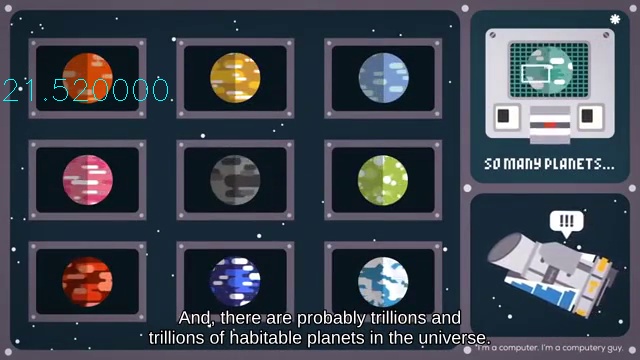 21.520000
SO MANY PLANETS...
!!!
And, there are probably trillions and
trillions of habitable planets in the universe.
*I'm a computer. I'm a computery guy.